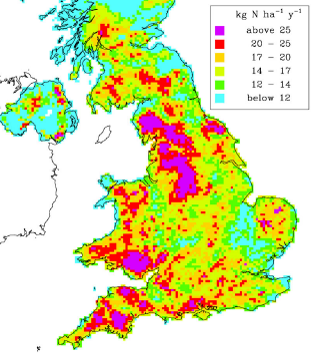 kg N ha⁻¹ y⁻¹
above 25
20 – 25
17 – 20
14 – 17
12 – 14
below 12